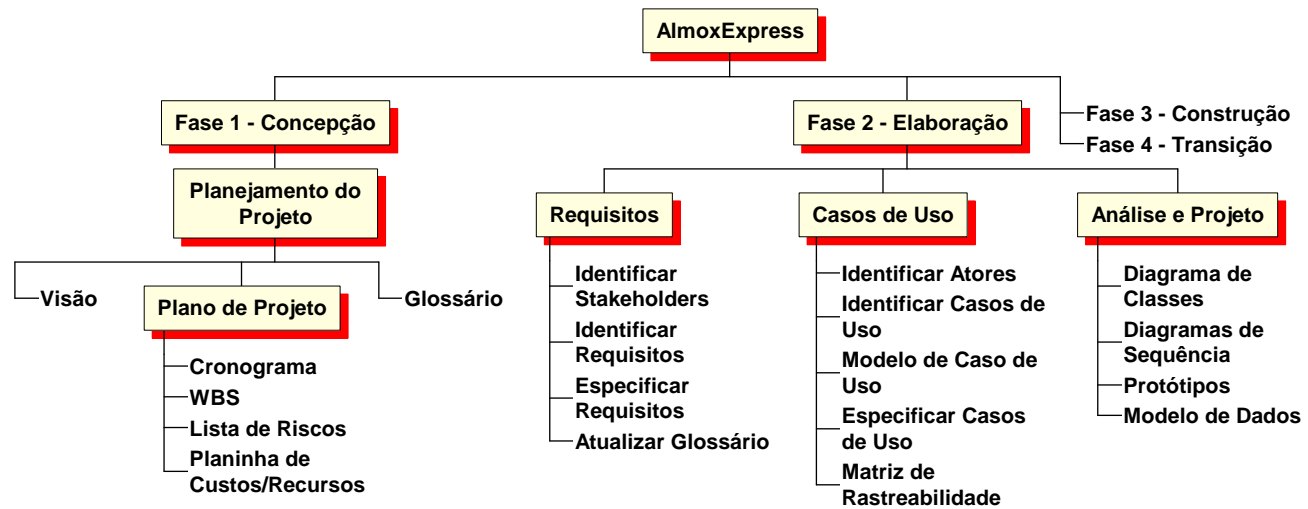 AlmoxExpress
Fase 1 - Concepção
Fase 2 - Elaboração
Fase 3 - Construção
Fase 4 - Transição
Planejamento do
Projeto
Visão
Plano de Projeto
Glossário
Cronograma
WBS
Lista de Riscos
Planinha de
Custos/Recursos
Requisitos
Identificar
Stakeholders
Identificar
Requisitos
Especificar
Requisitos
Atualizar Glossário
Casos de Uso
Identificar Atores
Identificar Casos de
Uso
Modelo de Caso de
Uso
Especificar Casos
de Uso
Matriz de
Rastreabilidade
Análise e Projeto
Diagrama de
Classes
Diagramas de
Sequência
Protótipos
Modelo de Dados